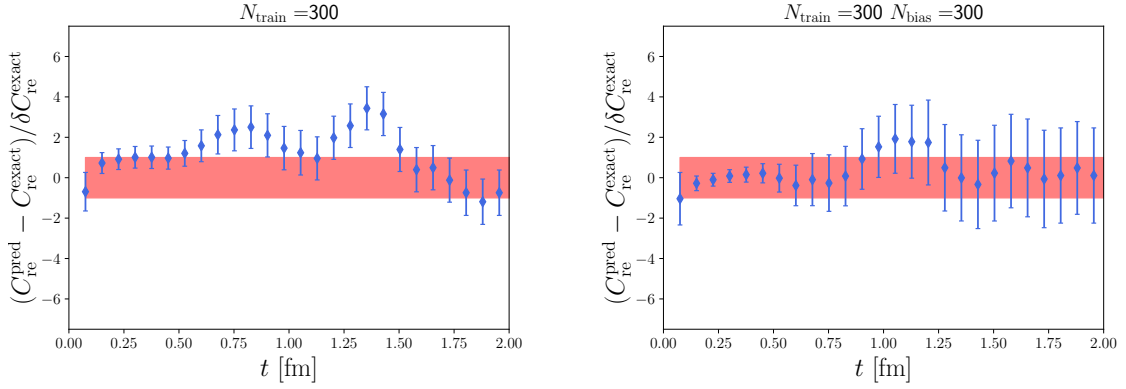 N_train =300
(C_re^pred − C_re^exact)/δC_re^exact
6
4
2
0
−2
−4
−6
0.00 0.25 0.50 0.75 1.00 1.25 1.50 1.75 2.00
t [fm]
N_train =300 N_bias =300
(C_re^pred − C_re^exact)/δC_re^exact
6
4
2
0
−2
−4
−6
0.00 0.25 0.50 0.75 1.00 1.25 1.50 1.75 2.00
t [fm]